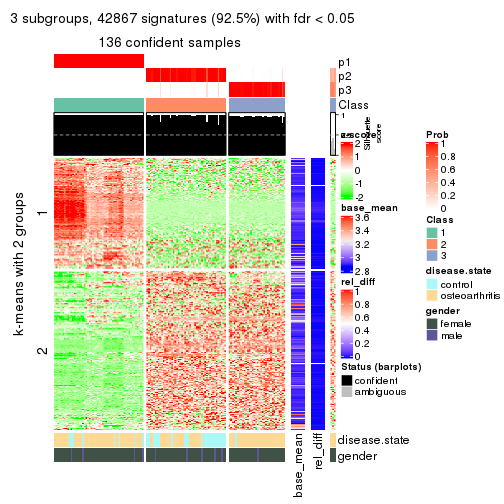 3 subgroups, 42867 signatures (92.5%) with fdr < 0.05
136 confident samples
p1
p2
p3
Class
1
Silhouette
score
k-means with 2 groups
1
2
base_mean
rel_diff
disease.state
gender
z-score
2
1
0
-1
-2
base_mean
3.6
3.4
3.2
3
2.8
rel_diff
1
0.8
0.6
0.4
0.2
0
Status (barplots)
confident
ambiguous
Prob
1
0.8
0.6
0.4
0.2
0
Class
1
2
3
disease.state
control
osteoarthritis
gender
female
male